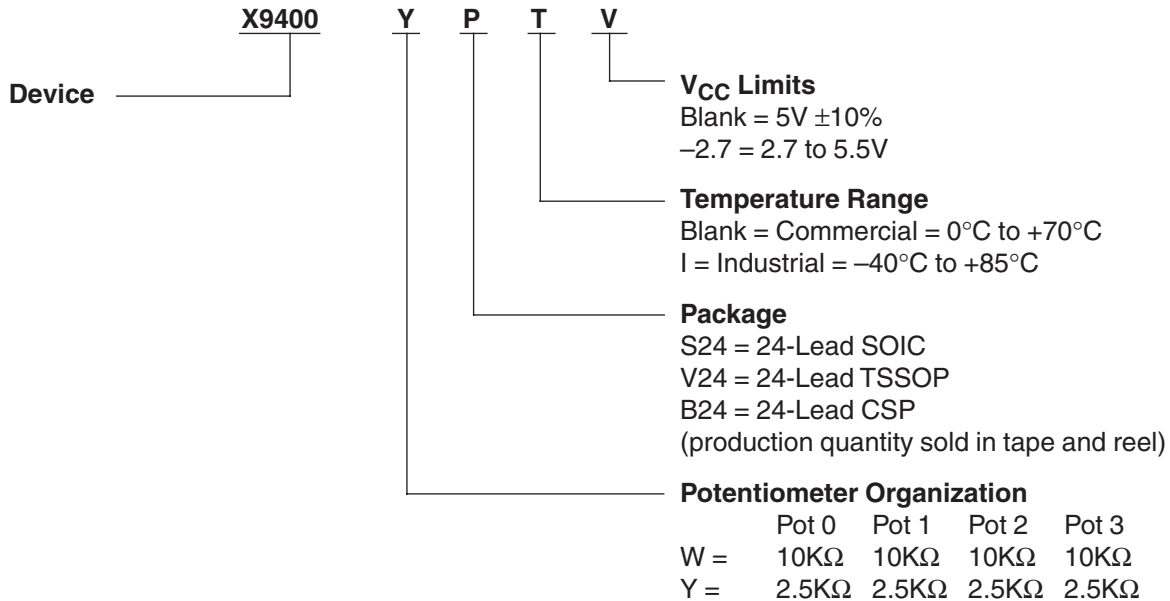 X9400 Y P T V
Device
VCC Limits
Blank = 5V ±10%
–2.7 = 2.7 to 5.5V
Temperature Range
Blank = Commercial = 0°C to +70°C
I = Industrial = –40°C to +85°C
Package
S24 = 24-Lead SOIC
V24 = 24-Lead TSSOP
B24 = 24-Lead CSP
(production quantity sold in tape and reel)
Potentiometer Organization
Pot 0 Pot 1 Pot 2 Pot 3
W = 10KΩ 10KΩ 10KΩ 10KΩ
Y = 2.5KΩ 2.5KΩ 2.5KΩ 2.5KΩ